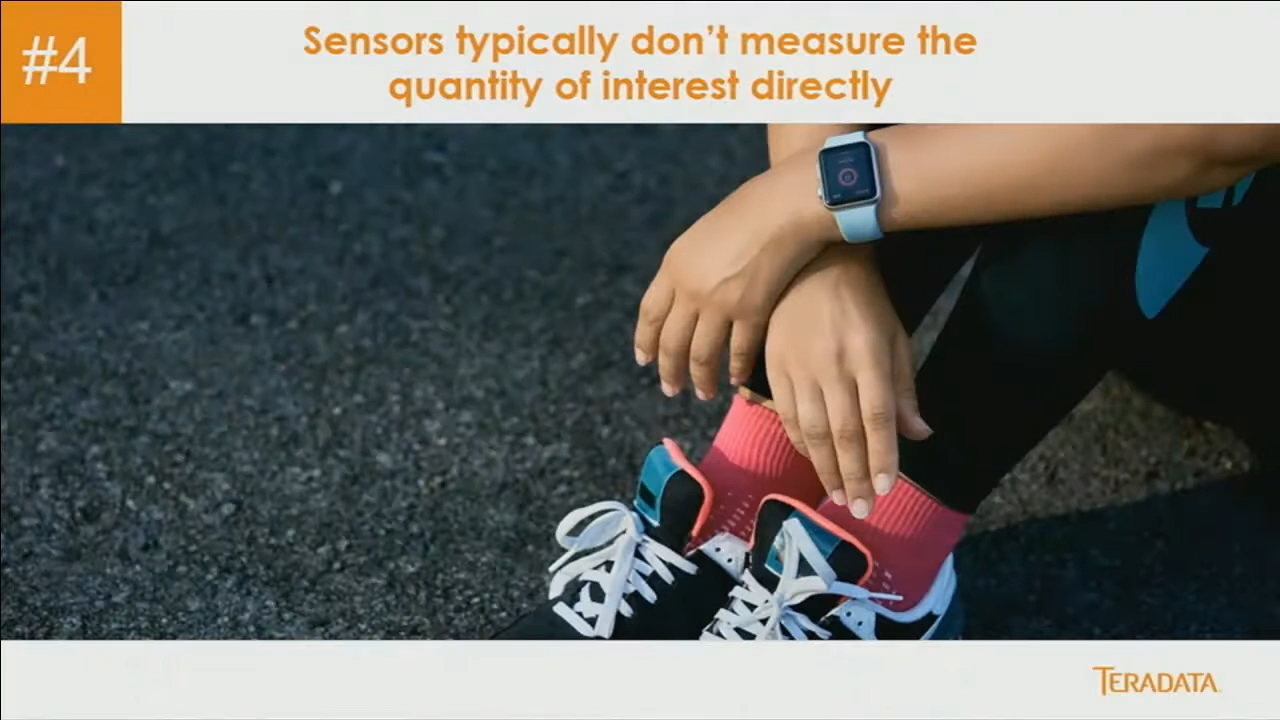 #4
Sensors typically don't measure the
quantity of interest directly
TERADATA